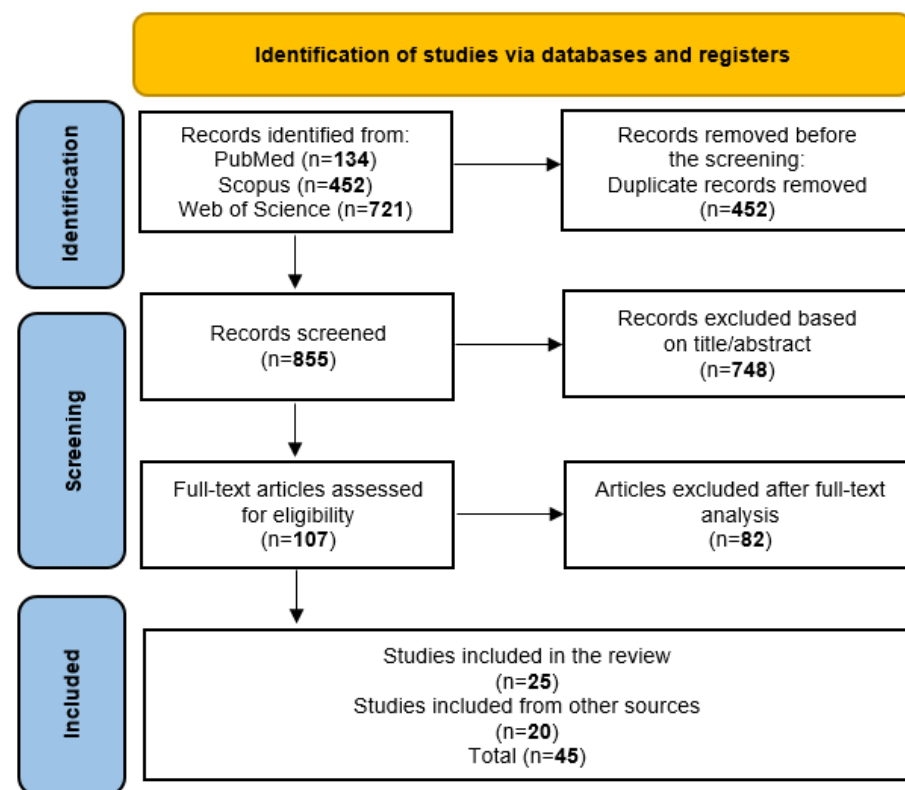 Identification of studies via databases and registers
Identification
Records identified from:
PubMed (n=134)
Scopus (n=452)
Web of Science (n=721)
Records removed before
the screening:
Duplicate records removed
(n=452)
Screening
Records screened
(n=855)
Records excluded based
on title/abstract
(n=748)
Full-text articles assessed
for eligibility
(n=107)
Articles excluded after full-text
analysis
(n=82)
Included
Studies included in the review
(n=25)
Studies included from other sources
(n=20)
Total (n=45)